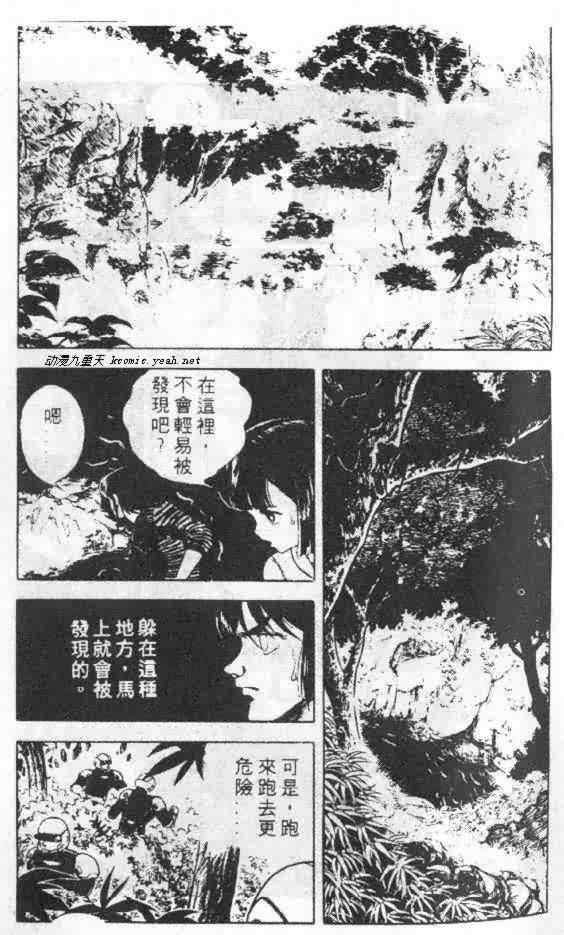 动漫九重天 kcomic.yeah.net
在這裡，
不會輕易被
發現吧？
嗯
……
躲在這種
地方，馬
上就會被
發現的。
可是，跑
來跑去更
危險……